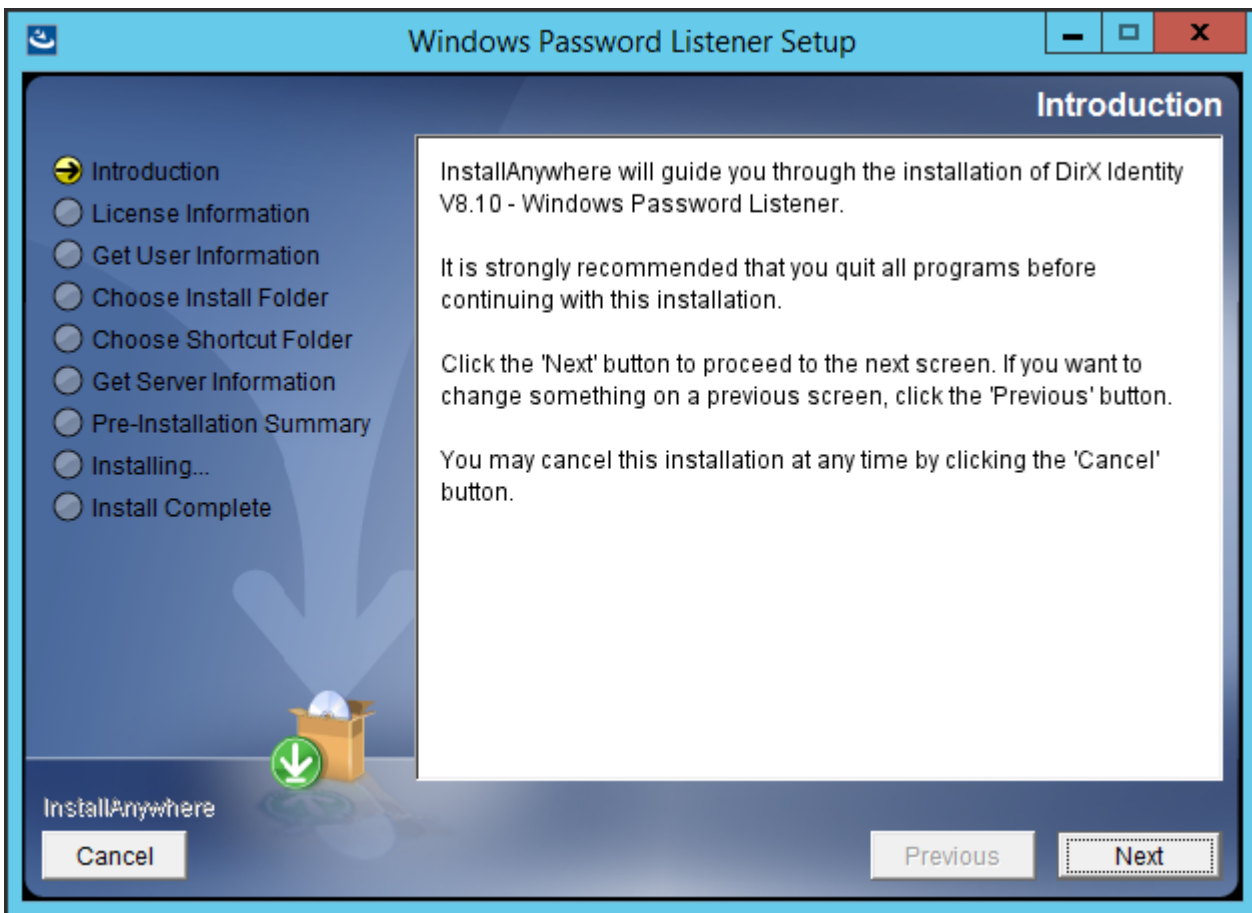 Windows Password Listener Setup
Introduction
Introduction
License Information
Get User Information
Choose Install Folder
Choose Shortcut Folder
Get Server Information
Pre-Installation Summary
Installing...
Install Complete
InstallAnywhere will guide you through the installation of DirX Identity
V8.10 - Windows Password Listener.
It is strongly recommended that you quit all programs before
continuing with this installation.
Click the 'Next' button to proceed to the next screen. If you want to
change something on a previous screen, click the 'Previous' button.
You may cancel this installation at any time by clicking the 'Cancel'
button.
InstallAnywhere
Cancel
Previous
Next